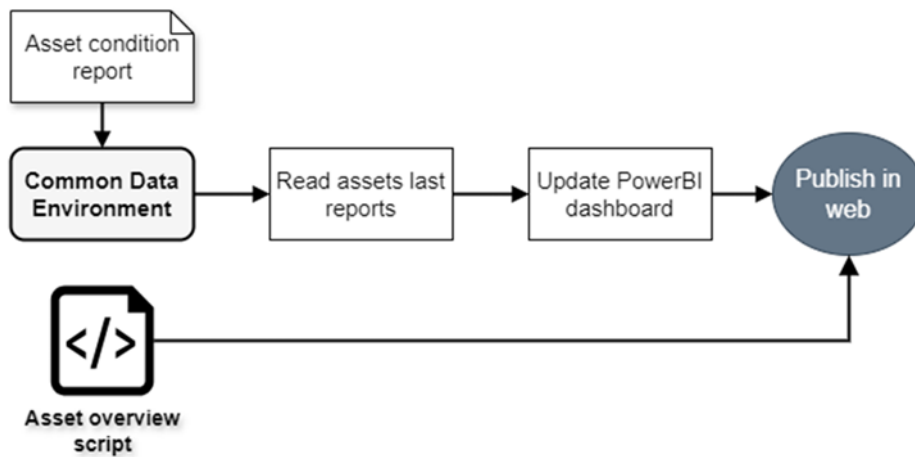 Asset condition
report
Common Data
Environment
Read assets last
reports
Update PowerBI
dashboard
Publish in
web
</>
Asset overview
script